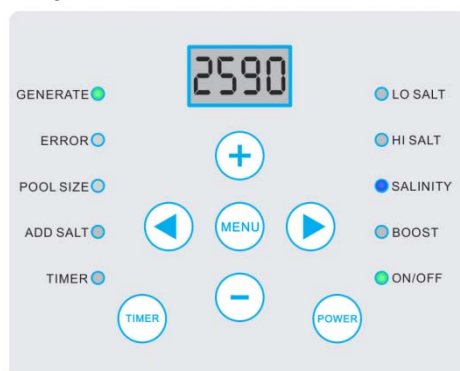 2590
GENERATE
LO SALT
ERROR
+
HI SALT
POOL SIZE
SALINITY
ADD SALT
MENU
BOOST
TIMER
−
ON/OFF
TIMER
POWER